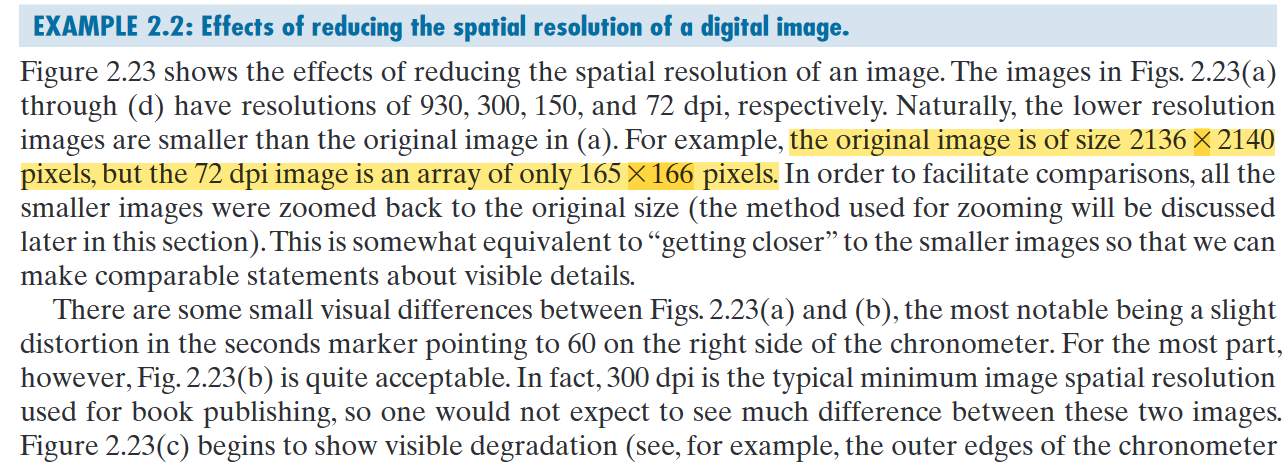 EXAMPLE 2.2: Effects of reducing the spatial resolution of a digital image.
Figure 2.23 shows the effects of reducing the spatial resolution of an image. The images in Figs. 2.23(a)
through (d) have resolutions of 930, 300, 150, and 72 dpi, respectively. Naturally, the lower resolution
images are smaller than the original image in (a). For example, the original image is of size 2136 × 2140
pixels, but the 72 dpi image is an array of only 165 × 166 pixels. In order to facilitate comparisons, all the
smaller images were zoomed back to the original size (the method used for zooming will be discussed
later in this section). This is somewhat equivalent to “getting closer” to the smaller images so that we can
make comparable statements about visible details.
There are some small visual differences between Figs. 2.23(a) and (b), the most notable being a slight
distortion in the seconds marker pointing to 60 on the right side of the chronometer. For the most part,
however, Fig. 2.23(b) is quite acceptable. In fact, 300 dpi is the typical minimum image spatial resolution
used for book publishing, so one would not expect to see much difference between these two images.
Figure 2.23(c) begins to show visible degradation (see, for example, the outer edges of the chronometer